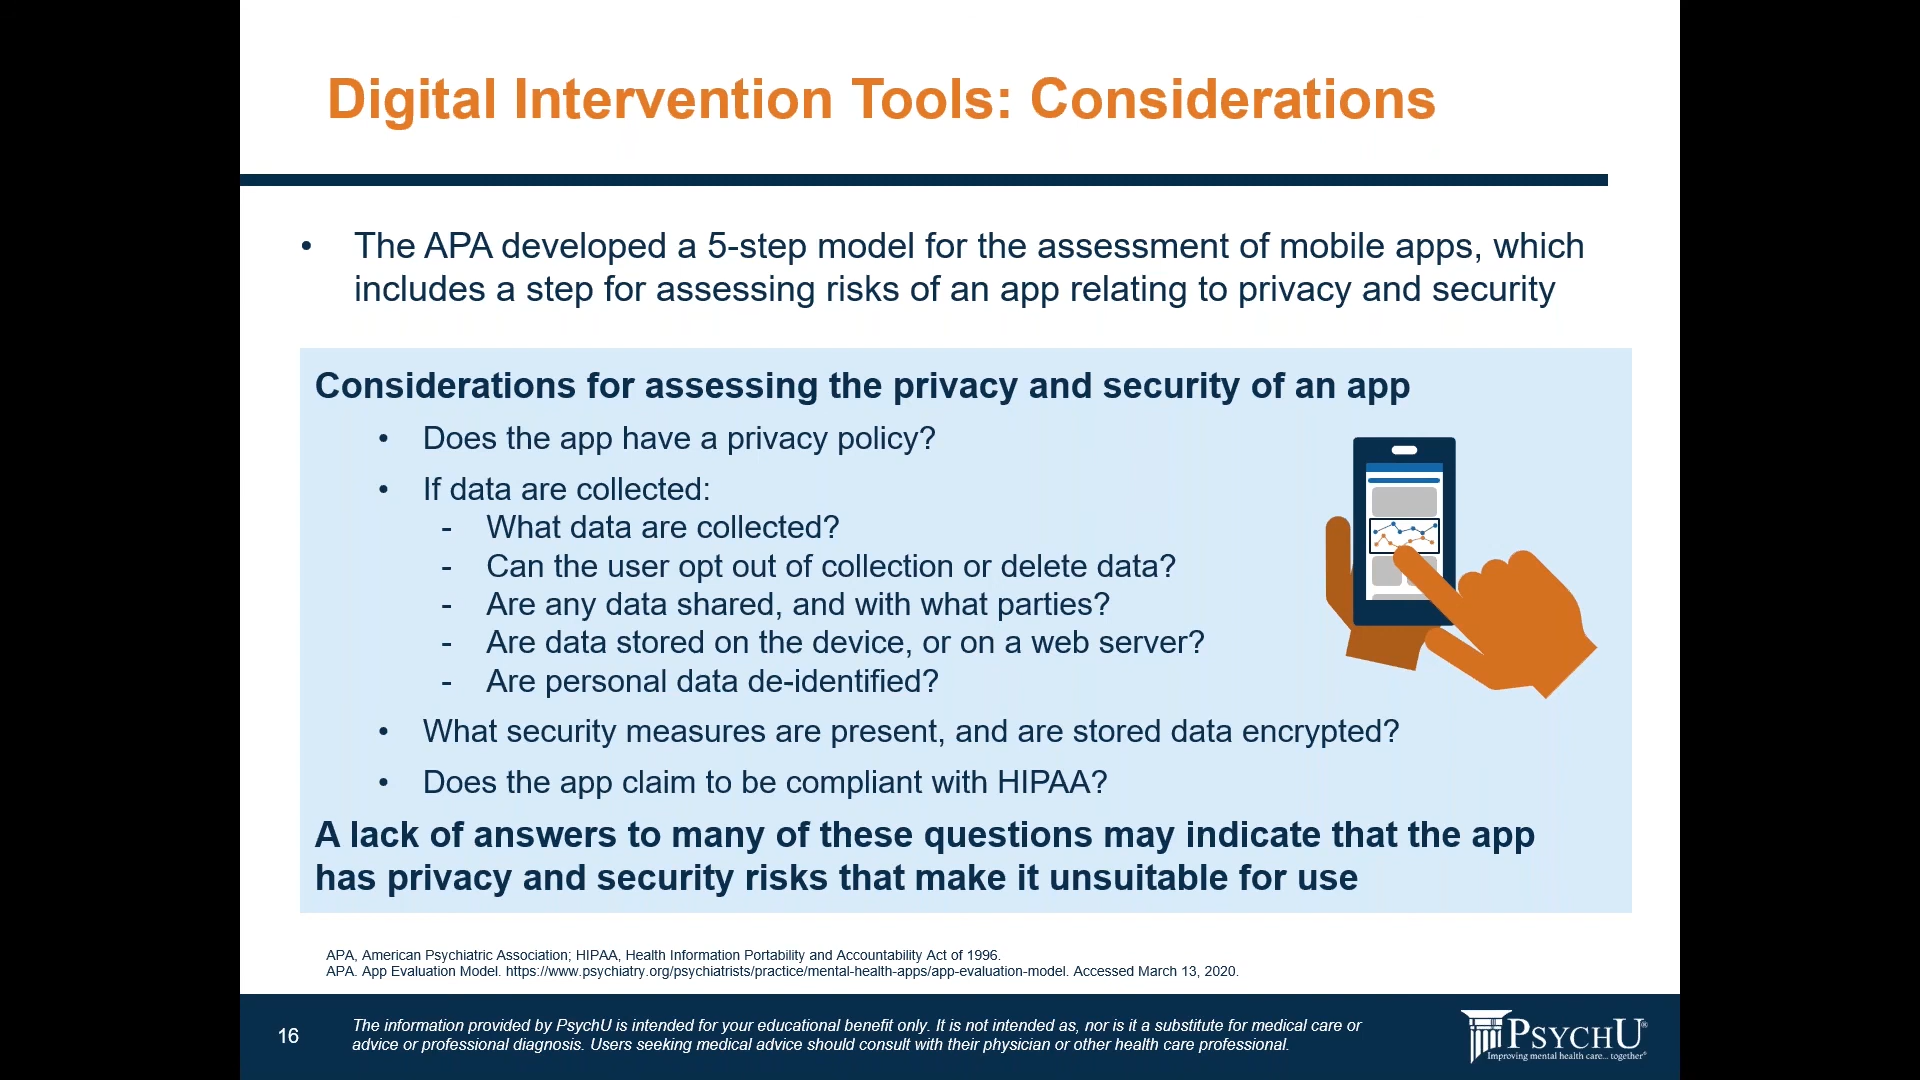 Digital Intervention Tools: Considerations
• The APA developed a 5-step model for the assessment of mobile apps, which
includes a step for assessing risks of an app relating to privacy and security
Considerations for assessing the privacy and security of an app
• Does the app have a privacy policy?
• If data are collected:
- What data are collected?
- Can the user opt out of collection or delete data?
- Are any data shared, and with what parties?
- Are data stored on the device, or on a web server?
- Are personal data de-identified?
• What security measures are present, and are stored data encrypted?
• Does the app claim to be compliant with HIPAA?
A lack of answers to many of these questions may indicate that the app
has privacy and security risks that make it unsuitable for use
APA, American Psychiatric Association; HIPAA, Health Information Portability and Accountability Act of 1996.
APA. App Evaluation Model. https://www.psychiatry.org/psychiatrists/practice/mental-health-apps/app-evaluation-model. Accessed March 13, 2020.
16
The information provided by PsychU is intended for your educational benefit only. It is not intended as, nor is it a substitute for medical care or
advice or professional diagnosis. Users seeking medical advice should consult with their physician or other health care professional.
PSYCHU®
Improving mental health care... together®